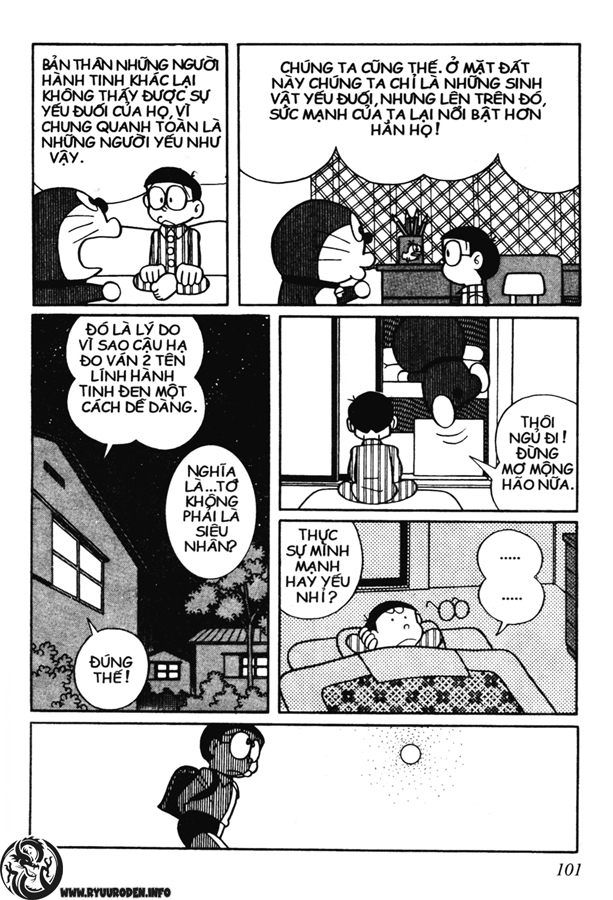 BẢN THÂN NHỮNG NGƯỜI
HÀNH TINH KHÁC LẠI
KHÔNG THẤY ĐƯỢC SỰ
YẾU ĐUỐI CỦA HỌ, VÌ
CHUNG QUANH TOÀN LÀ
NHỮNG NGƯỜI YẾU NHƯ
VẬY.
CHÚNG TA CŨNG THẾ. Ở MẶT ĐẤT
NÀY CHÚNG TA CHỈ LÀ NHỮNG SINH
VẬT YẾU ĐUỐI, NHƯNG LÊN TRÊN ĐÓ,
SỨC MẠNH CỦA TA LẠI NỔI BẬT HƠN
HẲN HỌ!
ĐÓ LÀ LÝ DO
VÌ SAO CẬU HẠ
ĐO VÁN 2 TÊN
LÍNH HÀNH
TINH ĐEN MỘT
CÁCH DỄ DÀNG.
NGHĨA
LÀ...TỚ
KHÔNG
PHẢI LÀ
SIÊU
NHÂN?
ĐÚNG
THẾ!
THÔI
NGỦ ĐI!
ĐỪNG
MƠ MỘNG
HÃO NỮA.
THỰC
SỰ MÌNH
MẠNH
HAY YẾU
NHỈ?
......
......
101
WWW.RYUURODEN.INFO